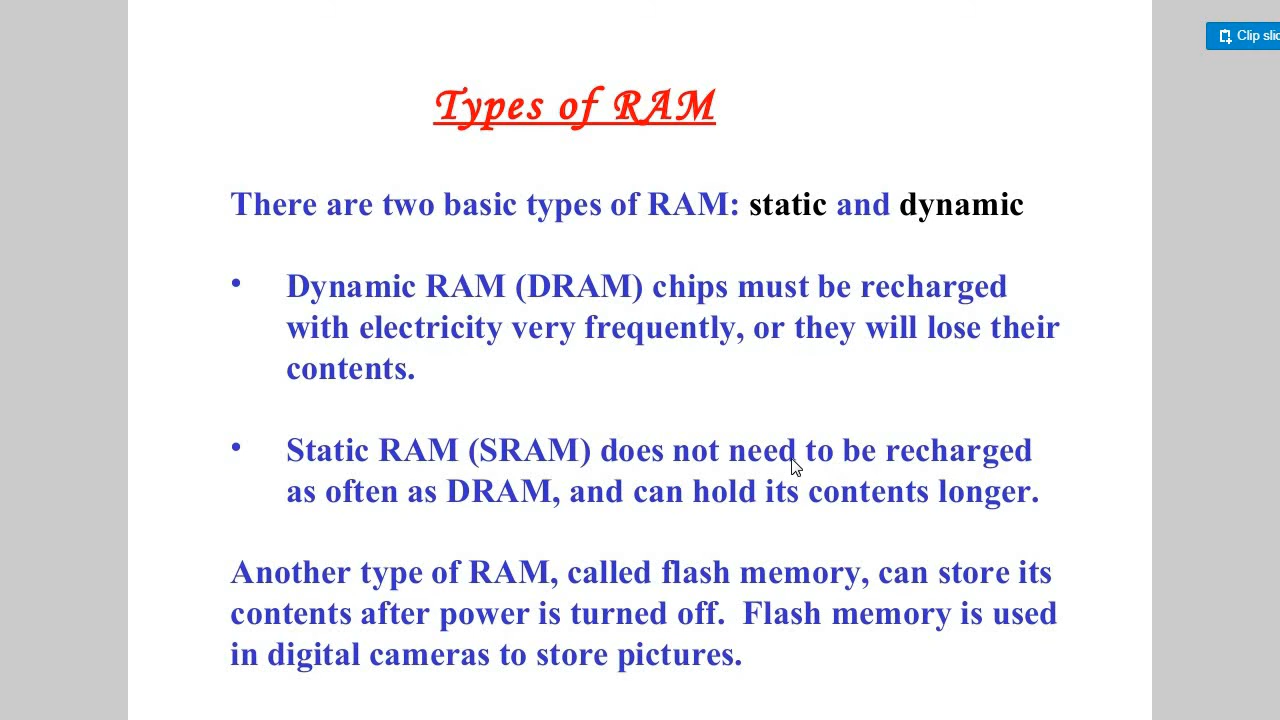 Clip slid
Types of RAM
There are two basic types of RAM: static and dynamic
• Dynamic RAM (DRAM) chips must be recharged
with electricity very frequently, or they will lose their
contents.
• Static RAM (SRAM) does not need to be recharged
as often as DRAM, and can hold its contents longer.
Another type of RAM, called flash memory, can store its
contents after power is turned off. Flash memory is used
in digital cameras to store pictures.